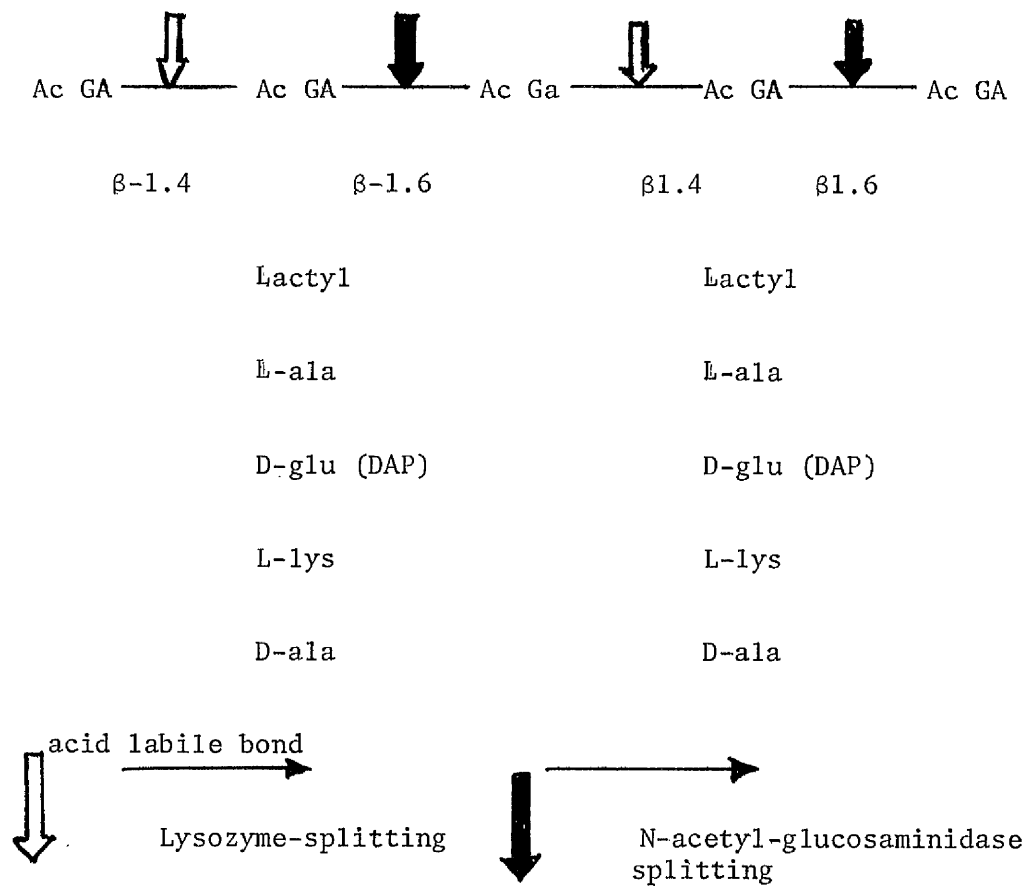 Ac GA Ac GA Ac Ga Ac GA Ac GA
β-1.4 β-1.6 β1.4 β1.6
Lactyl Lactyl
L-ala L-ala
D-glu (DAP) D-glu (DAP)
L-lys L-lys
D-ala D-ala
acid labile bond
Lysozyme-splitting N-acetyl-glucosaminidase
splitting